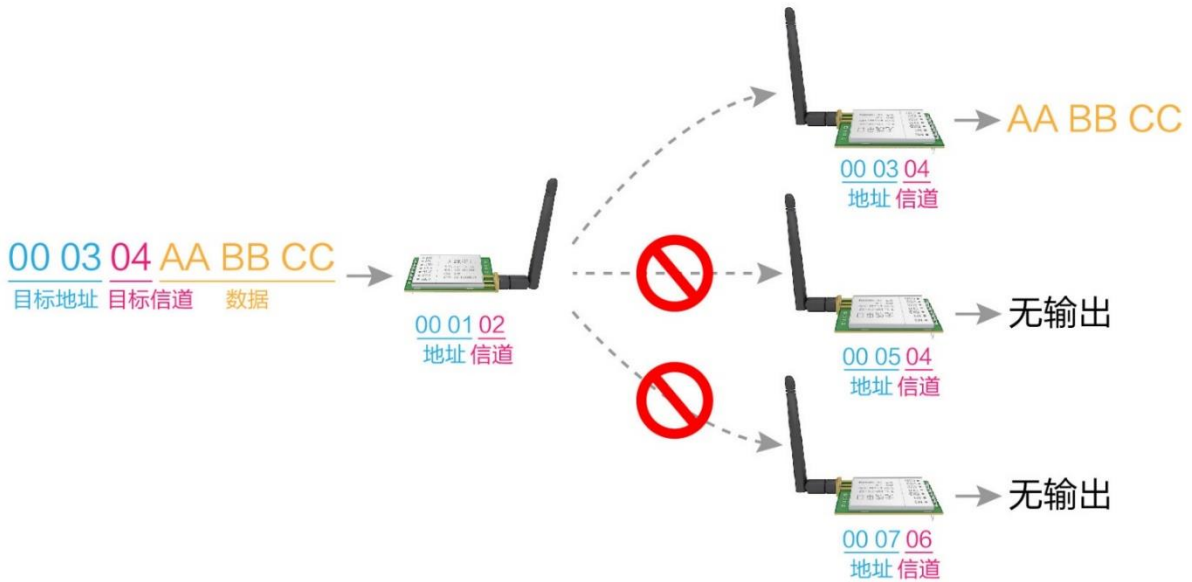 00 03 04 AA BB CC
目标地址 目标信道 数据
00 01 02
地址 信道
AA BB CC
00 03 04
地址 信道
无输出
00 05 04
地址 信道
无输出
00 07 06
地址 信道